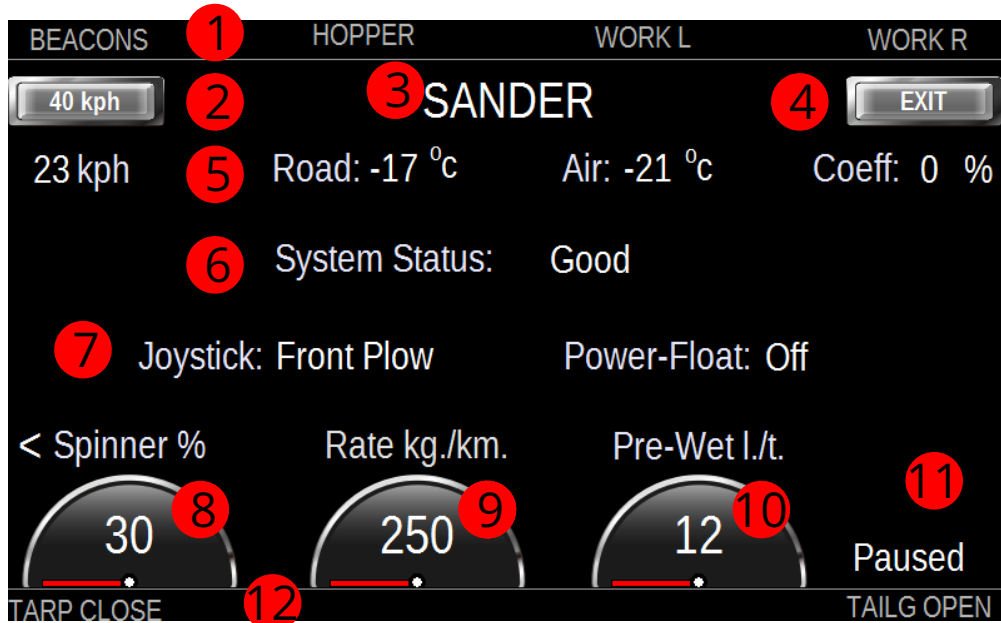 BEACONS 1 HOPPER WORK L WORK R
40 kph 2 3 SANDER 4 EXIT
23 kph 5 Road: -17 ⁰c Air: -21 ⁰c Coeff: 0 %
6 System Status: Good
7 Joystick: Front Plow Power-Float: Off
< Spinner % Rate kg./km. Pre-Wet l./t.
30 8 250 9 12 10 11
Paused
TARP CLOSE 12 TAILG OPEN